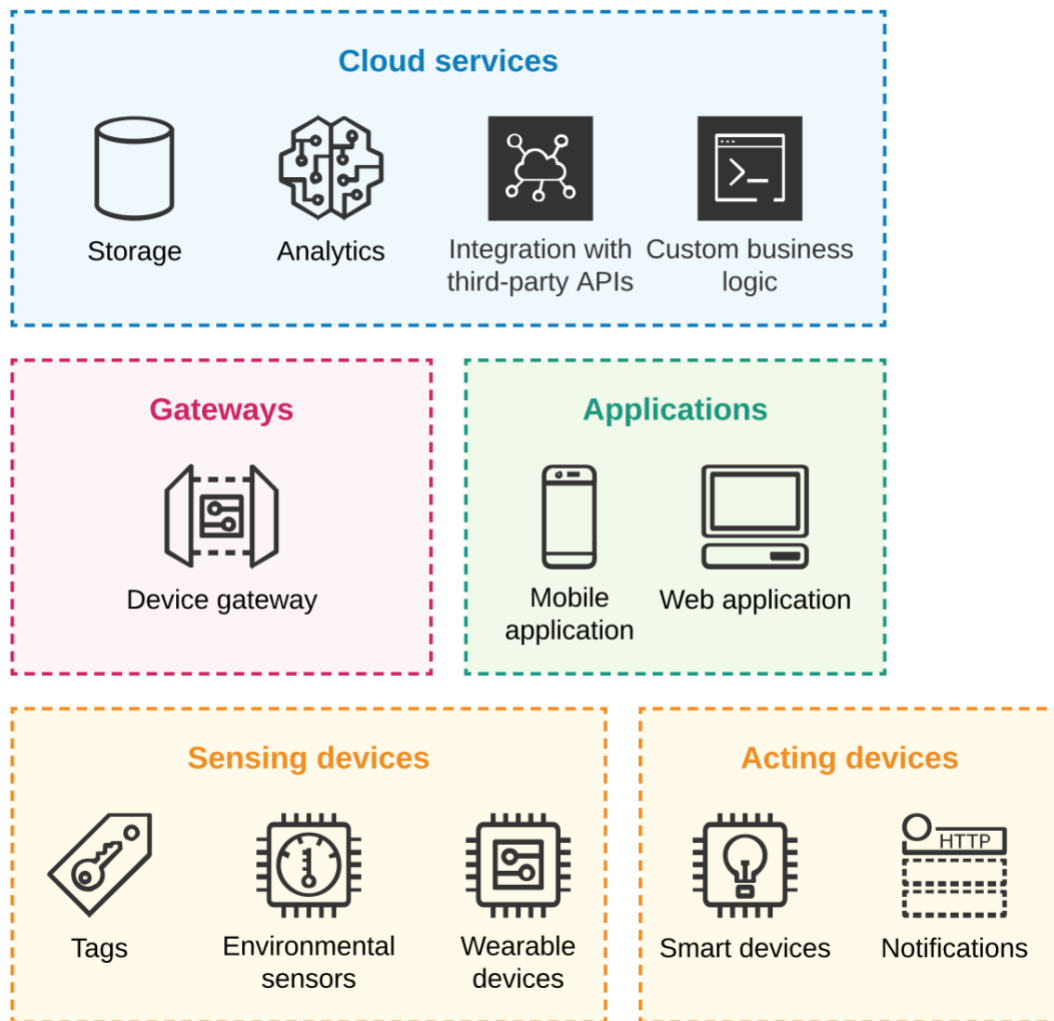 Cloud services
Storage
Analytics
Integration with
third-party APIs
Custom business
logic
Gateways
Device gateway
Applications
Mobile
application
Web application
Sensing devices
Tags
Environmental
sensors
Wearable
devices
Acting devices
Smart devices
HTTP
Notifications